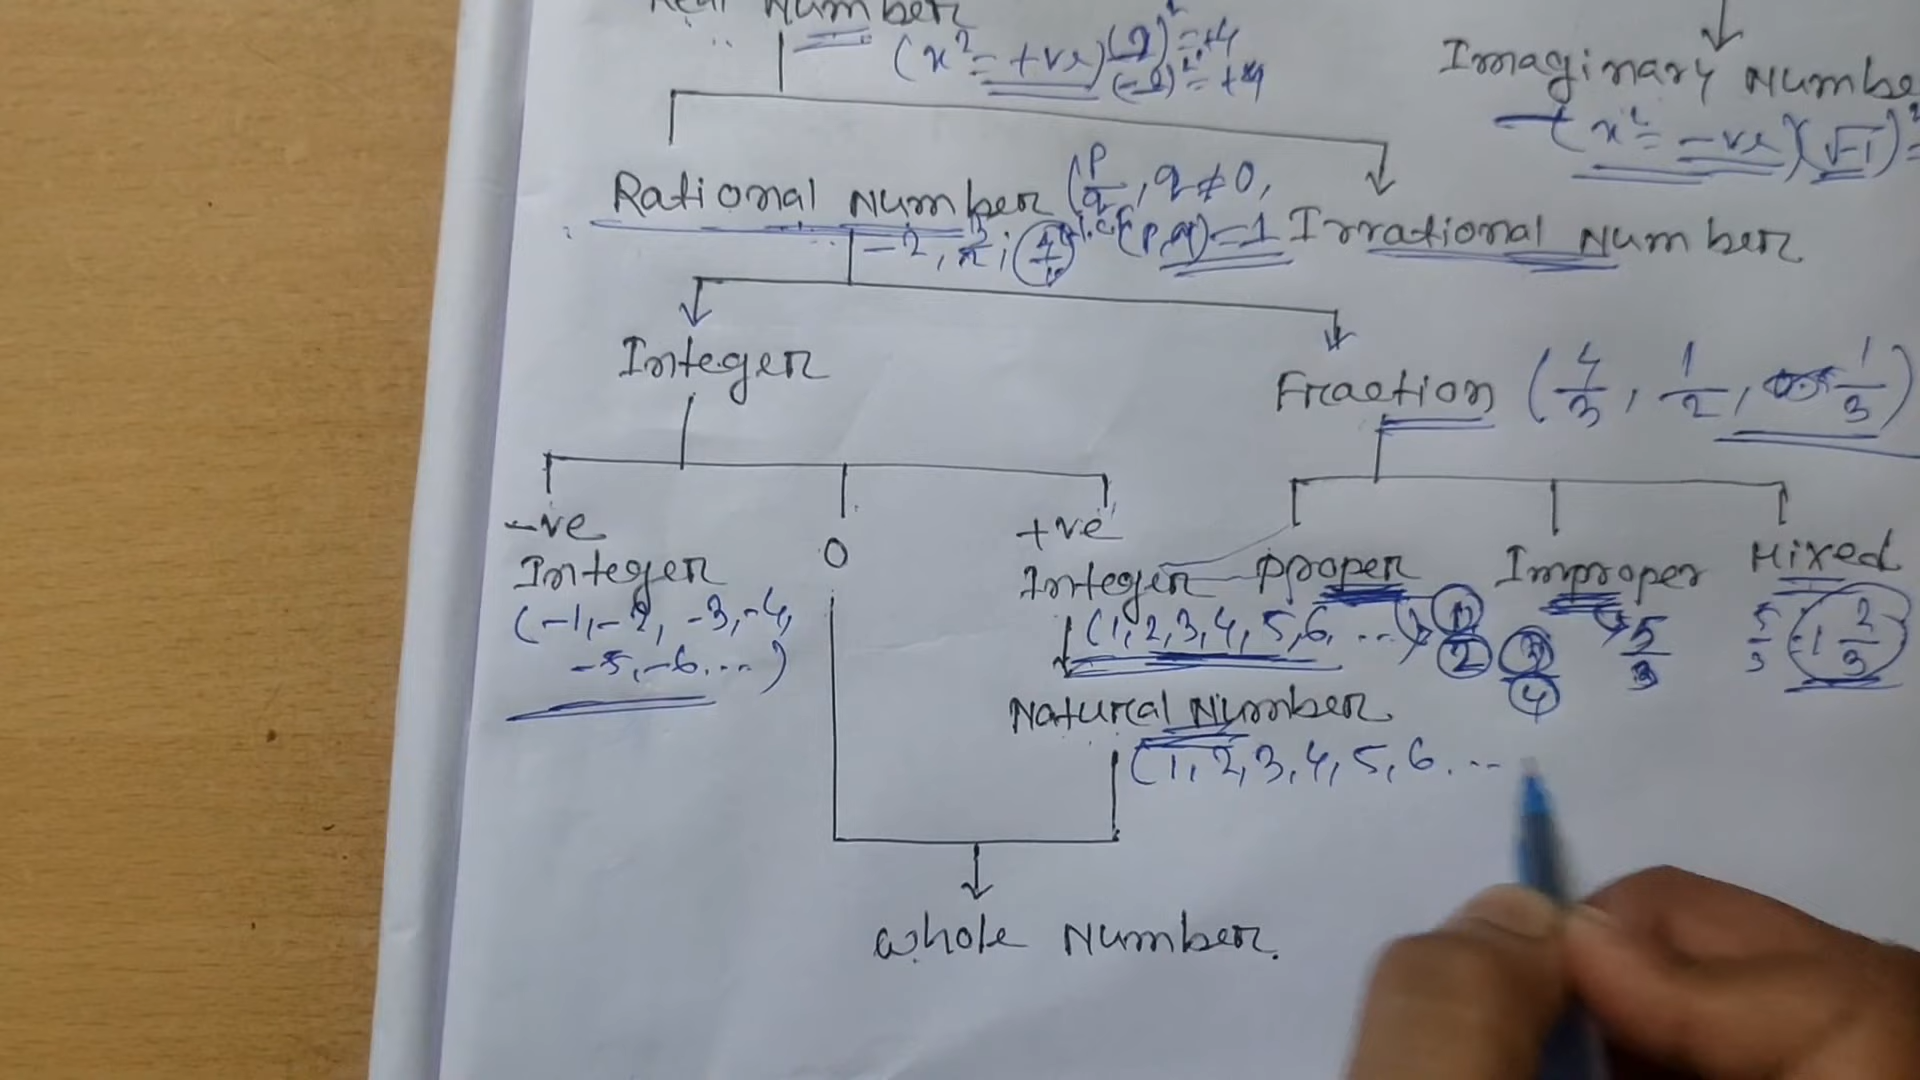 Real Number
(x² = +ve) (2)² = +4
(-2)² = +4
Imaginary Numbe
(x² = -ve)(√-1)² =
Rational Number (p/q, q ≠ 0,
(p,q) = 1
-2,
Irrational Number
Integer
Fraction (4/3, 1/2, 1/3)
-ve
Integer
(-1, -2, -3, -4,
-5, -6...)
0
+ve
Integer
(1, 2, 3, 4, 5, 6, ...)
Proper
1/2
3/4
Improper
5/3
Mixed
5/3 = 1 2/3
Natural Number
(1, 2, 3, 4, 5, 6. ...
whole Number.